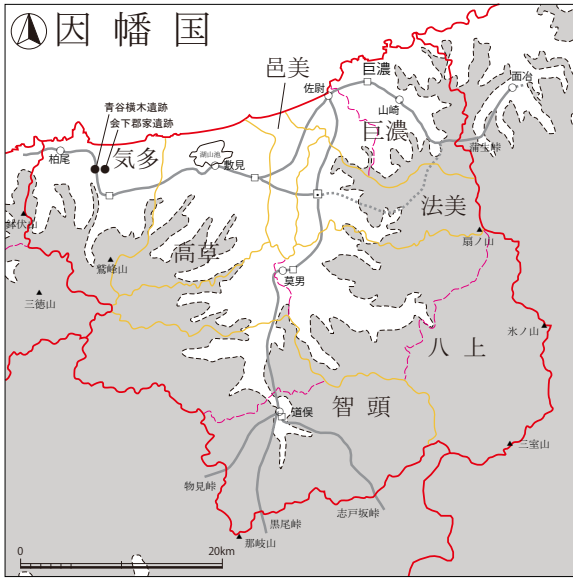 因幡国
邑美
巨濃
面治
佐尉
青谷横木遺跡
会下郡家遺跡
山崎
巨濃
蒲生峠
柏尾
気多
湖山池
敷見
法美
鉢伏山
高草
扇ノ山
鷲峰山
莫男
三徳山
氷ノ山
八上
智頭
道俣
三室山
物見峠
志戸坂峠
黒尾峠
那岐山
0
20km